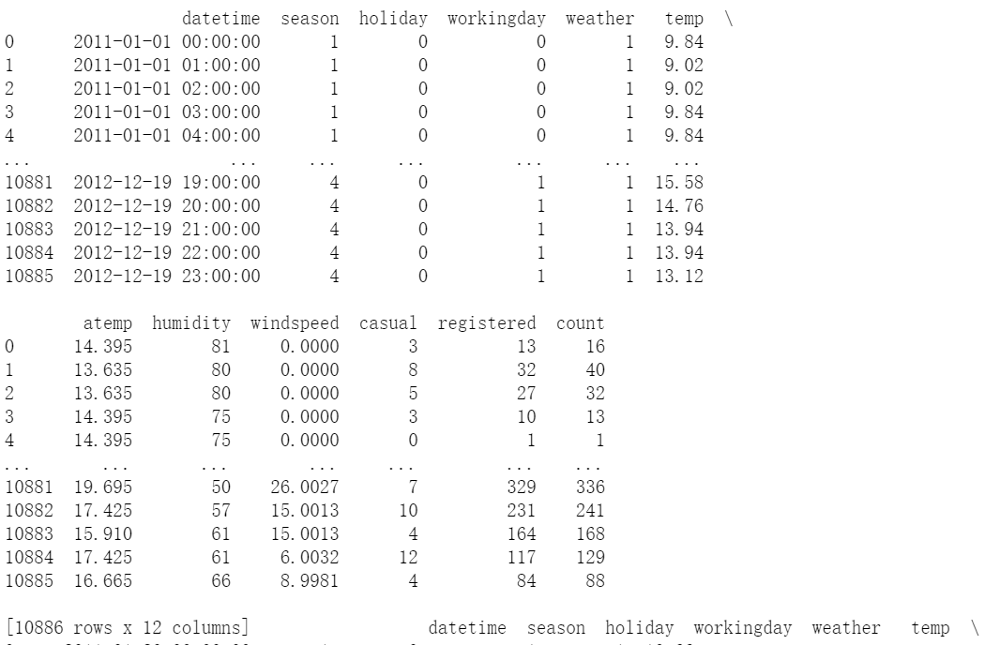 datetime season holiday workingday weather temp \
0 2011-01-01 00:00:00 1 0 0 1 9.84
1 2011-01-01 01:00:00 1 0 0 1 9.02
2 2011-01-01 02:00:00 1 0 0 1 9.02
3 2011-01-01 03:00:00 1 0 0 1 9.84
4 2011-01-01 04:00:00 1 0 0 1 9.84
... ... ... ... ... ... ...
10881 2012-12-19 19:00:00 4 0 1 1 15.58
10882 2012-12-19 20:00:00 4 0 1 1 14.76
10883 2012-12-19 21:00:00 4 0 1 1 13.94
10884 2012-12-19 22:00:00 4 0 1 1 13.94
10885 2012-12-19 23:00:00 4 0 1 1 13.12
atemp humidity windspeed casual registered count
0 14.395 81 0.0000 3 13 16
1 13.635 80 0.0000 8 32 40
2 13.635 80 0.0000 5 27 32
3 14.395 75 0.0000 3 10 13
4 14.395 75 0.0000 0 1 1
... ... ... ... ... ... ...
10881 19.695 50 26.0027 7 329 336
10882 17.425 57 15.0013 10 231 241
10883 15.910 61 15.0013 4 164 168
10884 17.425 61 6.0032 12 117 129
10885 16.665 66 8.9981 4 84 88
[10886 rows x 12 columns] datetime season holiday workingday weather temp \